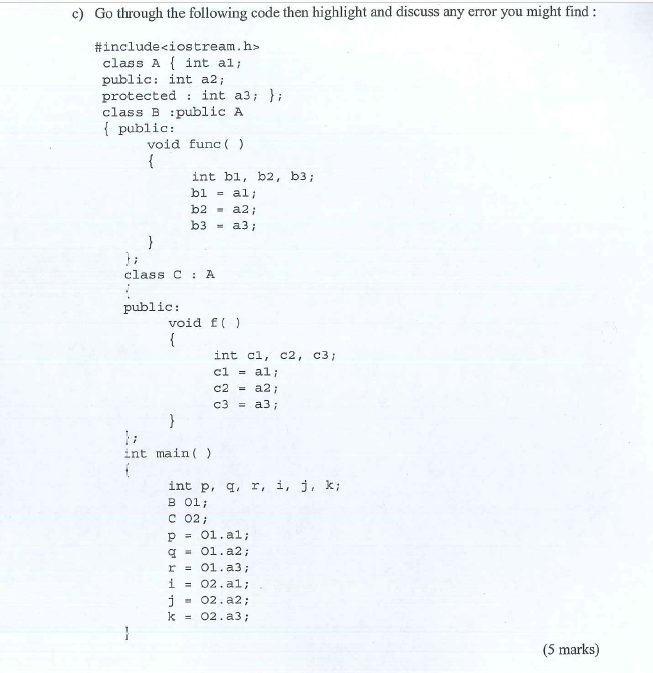 c) Go through the following code then highlight and discuss any error you might find :
#include<iostream.h>
class A { int a1;
public: int a2;
protected : int a3; };
class B :public A
{ public:
void func( )
{
int b1, b2, b3;
b1 = a1;
b2 = a2;
b3 = a3;
}
};
class C : A
{
public:
void f( )
{
int c1, c2, c3;
c1 = a1;
c2 = a2;
c3 = a3;
}
};
int main( )
{
int p, q, r, i, j, k;
B O1;
C O2;
p = O1.a1;
q = O1.a2;
r = O1.a3;
i = O2.a1;
j = O2.a2;
k = O2.a3;
}
(5 marks)